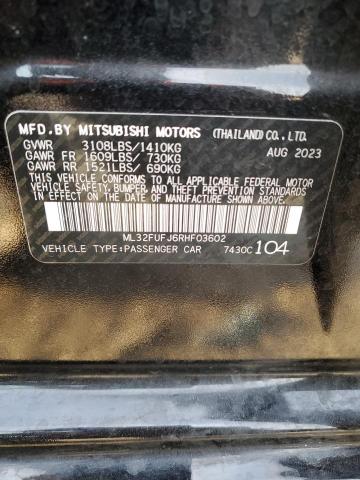 MFD. BY MITSUBISHI MOTORS (THAILAND) CO., LTD.
GVWR 3108LBS/1410KG AUG 2023
GAWR FR 1609LBS/ 730KG
GAWR RR 1521LBS/ 690KG
THIS VEHICLE CONFORMS TO ALL APPLICABLE FEDERAL MOTOR
VEHICLE SAFETY, BUMPER, AND THEFT PREVENTION STANDARDS IN
EFFECT ON THE DATE OF MANUFACTURE SHOWN ABOVE.
ML32FUFJ6RHF03602
VEHICLE TYPE:PASSENGER CAR 7430C 104